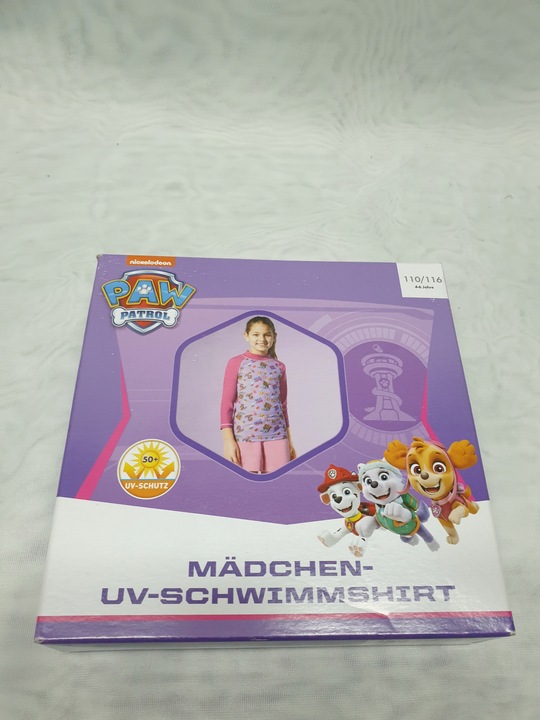 nickelodeon
PAW
PATROL
110/116
4-6 Jahre
50+
UV-SCHUTZ
MÄDCHEN-
UV-SCHWIMMSHIRT